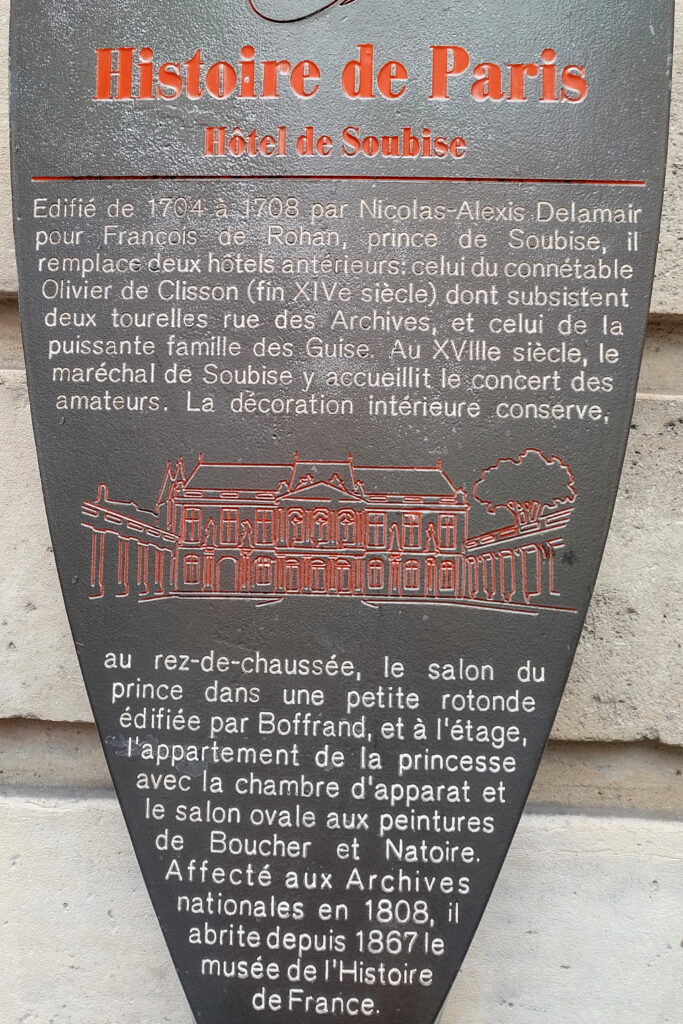 Histoire de Paris
Hôtel de Soubise
Edifié de 1704 à 1708 par Nicolas-Alexis Delamair
pour François de Rohan, prince de Soubise, il
remplace deux hôtels antérieurs: celui du connétable
Olivier de Clisson (fin XIVe siècle) dont subsistent
deux tourelles rue des Archives, et celui de la
puissante famille des Guise. Au XVIIIe siècle, le
maréchal de Soubise y accueillit le concert des
amateurs. La décoration intérieure conserve,
au rez-de-chaussée, le salon du
prince dans une petite rotonde
édifiée par Boffrand, et à l'étage,
l'appartement de la princesse
avec la chambre d'apparat et
le salon ovale aux peintures
de Boucher et Natoire.
Affecté aux Archives
nationales en 1808, il
abrite depuis 1867 le
musée de l'Histoire
de France.